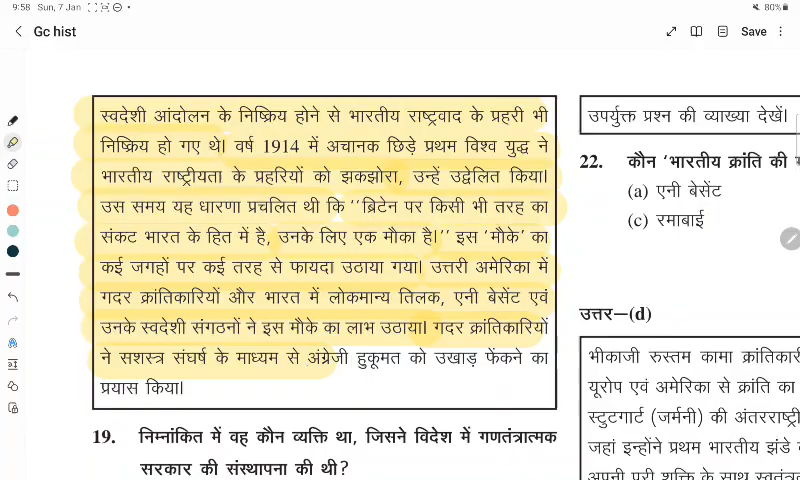 9:58 Sun, 7 Jan
80%
Gc hist
Save
स्वदेशी आंदोलन के निष्क्रिय होने से भारतीय राष्ट्रवाद के प्रहरी भी
निष्क्रिय हो गए थे। वर्ष 1914 में अचानक छिड़े प्रथम विश्व युद्ध ने
भारतीय राष्ट्रीयता के प्रहरियों को झकझोरा, उन्हें उद्वेलित किया।
उस समय यह धारणा प्रचलित थी कि ‘‘ब्रिटेन पर किसी भी तरह का
संकट भारत के हित में है, उनके लिए एक मौका है।’’ इस ‘मौके’ का
कई जगहों पर कई तरह से फायदा उठाया गया। उत्तरी अमेरिका में
गदर क्रांतिकारियों और भारत में लोकमान्य तिलक, एनी बेसेंट एवं
उनके स्वदेशी संगठनों ने इस मौके का लाभ उठाया। गदर क्रांतिकारियों
ने सशस्त्र संघर्ष के माध्यम से अंग्रेजी हुकूमत को उखाड़ फेंकने का
प्रयास किया।
19. निम्नांकित में वह कौन व्यक्ति था, जिसने विदेश में गणतंत्रात्मक
सरकार की संस्थापना की थी?
उपर्युक्त प्रश्न की व्याख्या देखें।
22. कौन ‘भारतीय क्रांति की
(a) एनी बेसेंट
(c) रमाबाई
उत्तर–(d)
भीकाजी रुस्तम कामा क्रांतिकारी
यूरोप एवं अमेरिका से क्रांति का
स्टुटगार्ट (जर्मनी) की अंतरराष्ट्री
जहां इन्होंने प्रथम भारतीय झंडे
अपनी पूरी शक्ति के साथ